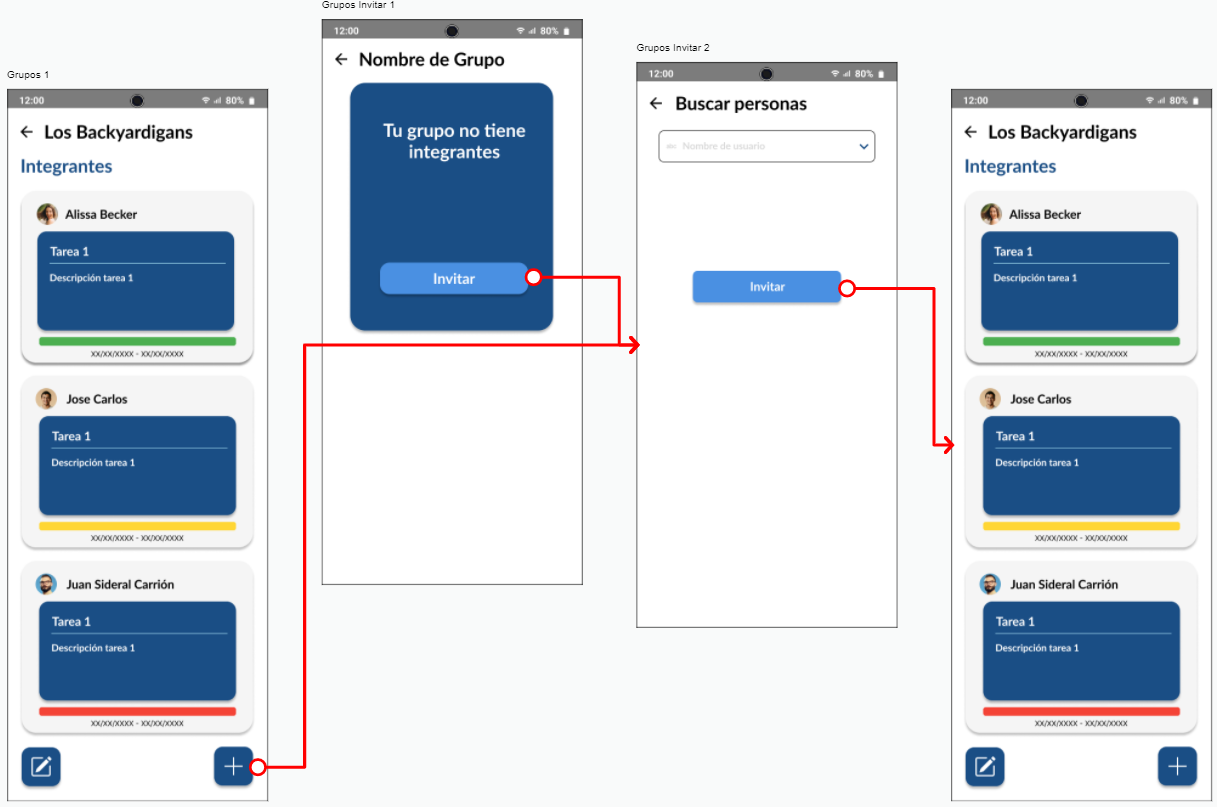 Grupos 1
12:00
80%
Los Backyardigans
Integrantes
Alissa Becker
Tarea 1
Descripción tarea 1
XX/XX/XXXX - XX/XX/XXXX
Jose Carlos
Tarea 1
Descripción tarea 1
XX/XX/XXXX - XX/XX/XXXX
Juan Sideral Carrión
Tarea 1
Descripción tarea 1
XX/XX/XXXX - XX/XX/XXXX
Grupos Invitar 1
12:00
80%
Nombre de Grupo
Tu grupo no tiene
integrantes
Invitar
Grupos Invitar 2
12:00
80%
Buscar personas
Nombre de usuario
Invitar
12:00
80%
Los Backyardigans
Integrantes
Alissa Becker
Tarea 1
Descripción tarea 1
XX/XX/XXXX - XX/XX/XXXX
Jose Carlos
Tarea 1
Descripción tarea 1
XX/XX/XXXX - XX/XX/XXXX
Juan Sideral Carrión
Tarea 1
Descripción tarea 1
XX/XX/XXXX - XX/XX/XXXX